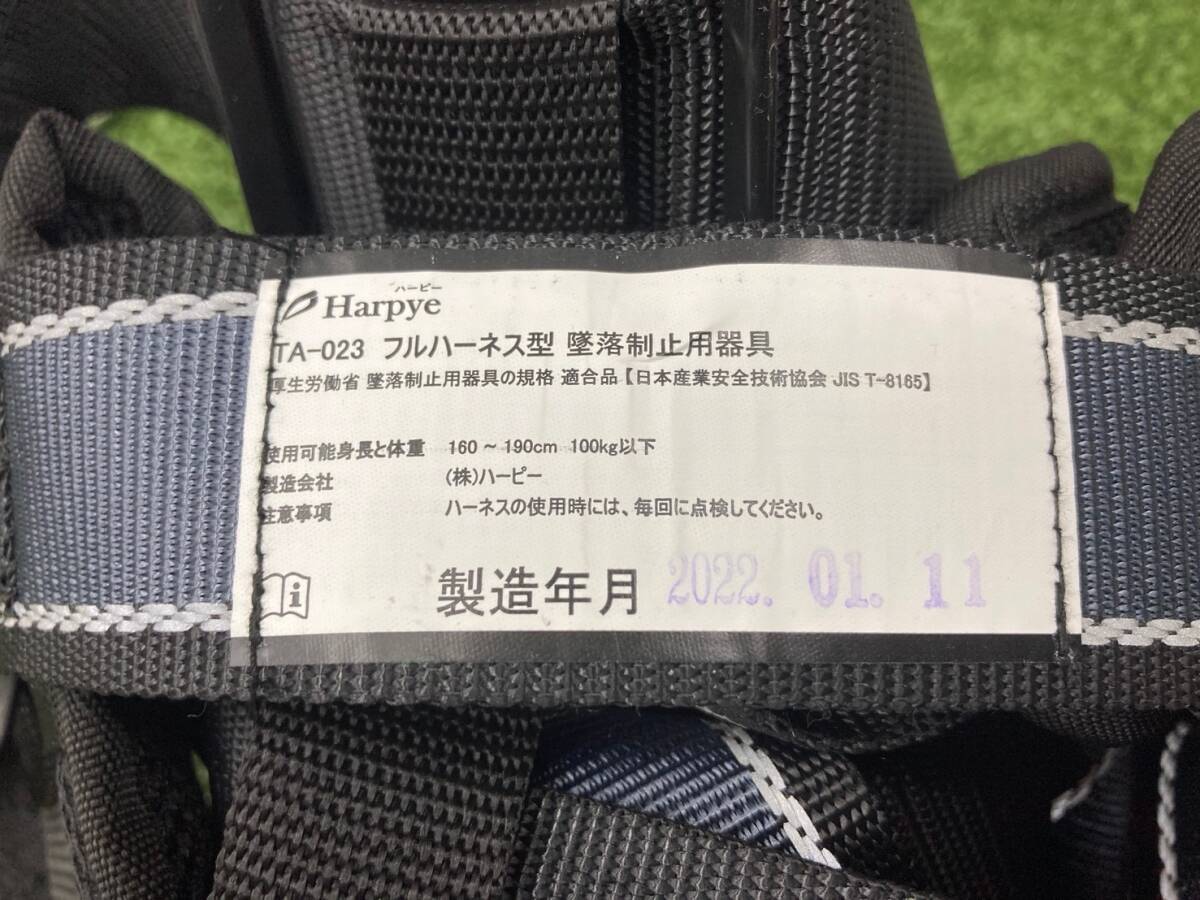 ハーピー
Harpye
TA-023 フルハーネス型 墜落制止用器具
厚生労働省 墜落制止用器具の規格 適合品【日本産業安全技術協会 JIS T-8165】
使用可能身長と体重 160 ~ 190cm 100kg以下
製造会社 (株)ハーピー
注意事項 ハーネスの使用時には、毎回に点検してください。
製造年月 2022. 01. 11